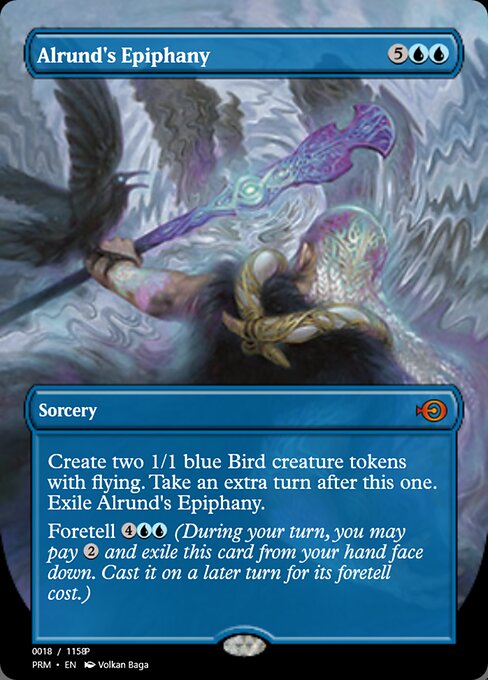 Alrund's Epiphany 5
Sorcery
Create two 1/1 blue Bird creature tokens
with flying. Take an extra turn after this one.
Exile Alrund's Epiphany.
Foretell 4 (During your turn, you may
pay 2 and exile this card from your hand face
down. Cast it on a later turn for its foretell
cost.)
0018 / 1158P
PRM • EN Volkan Baga